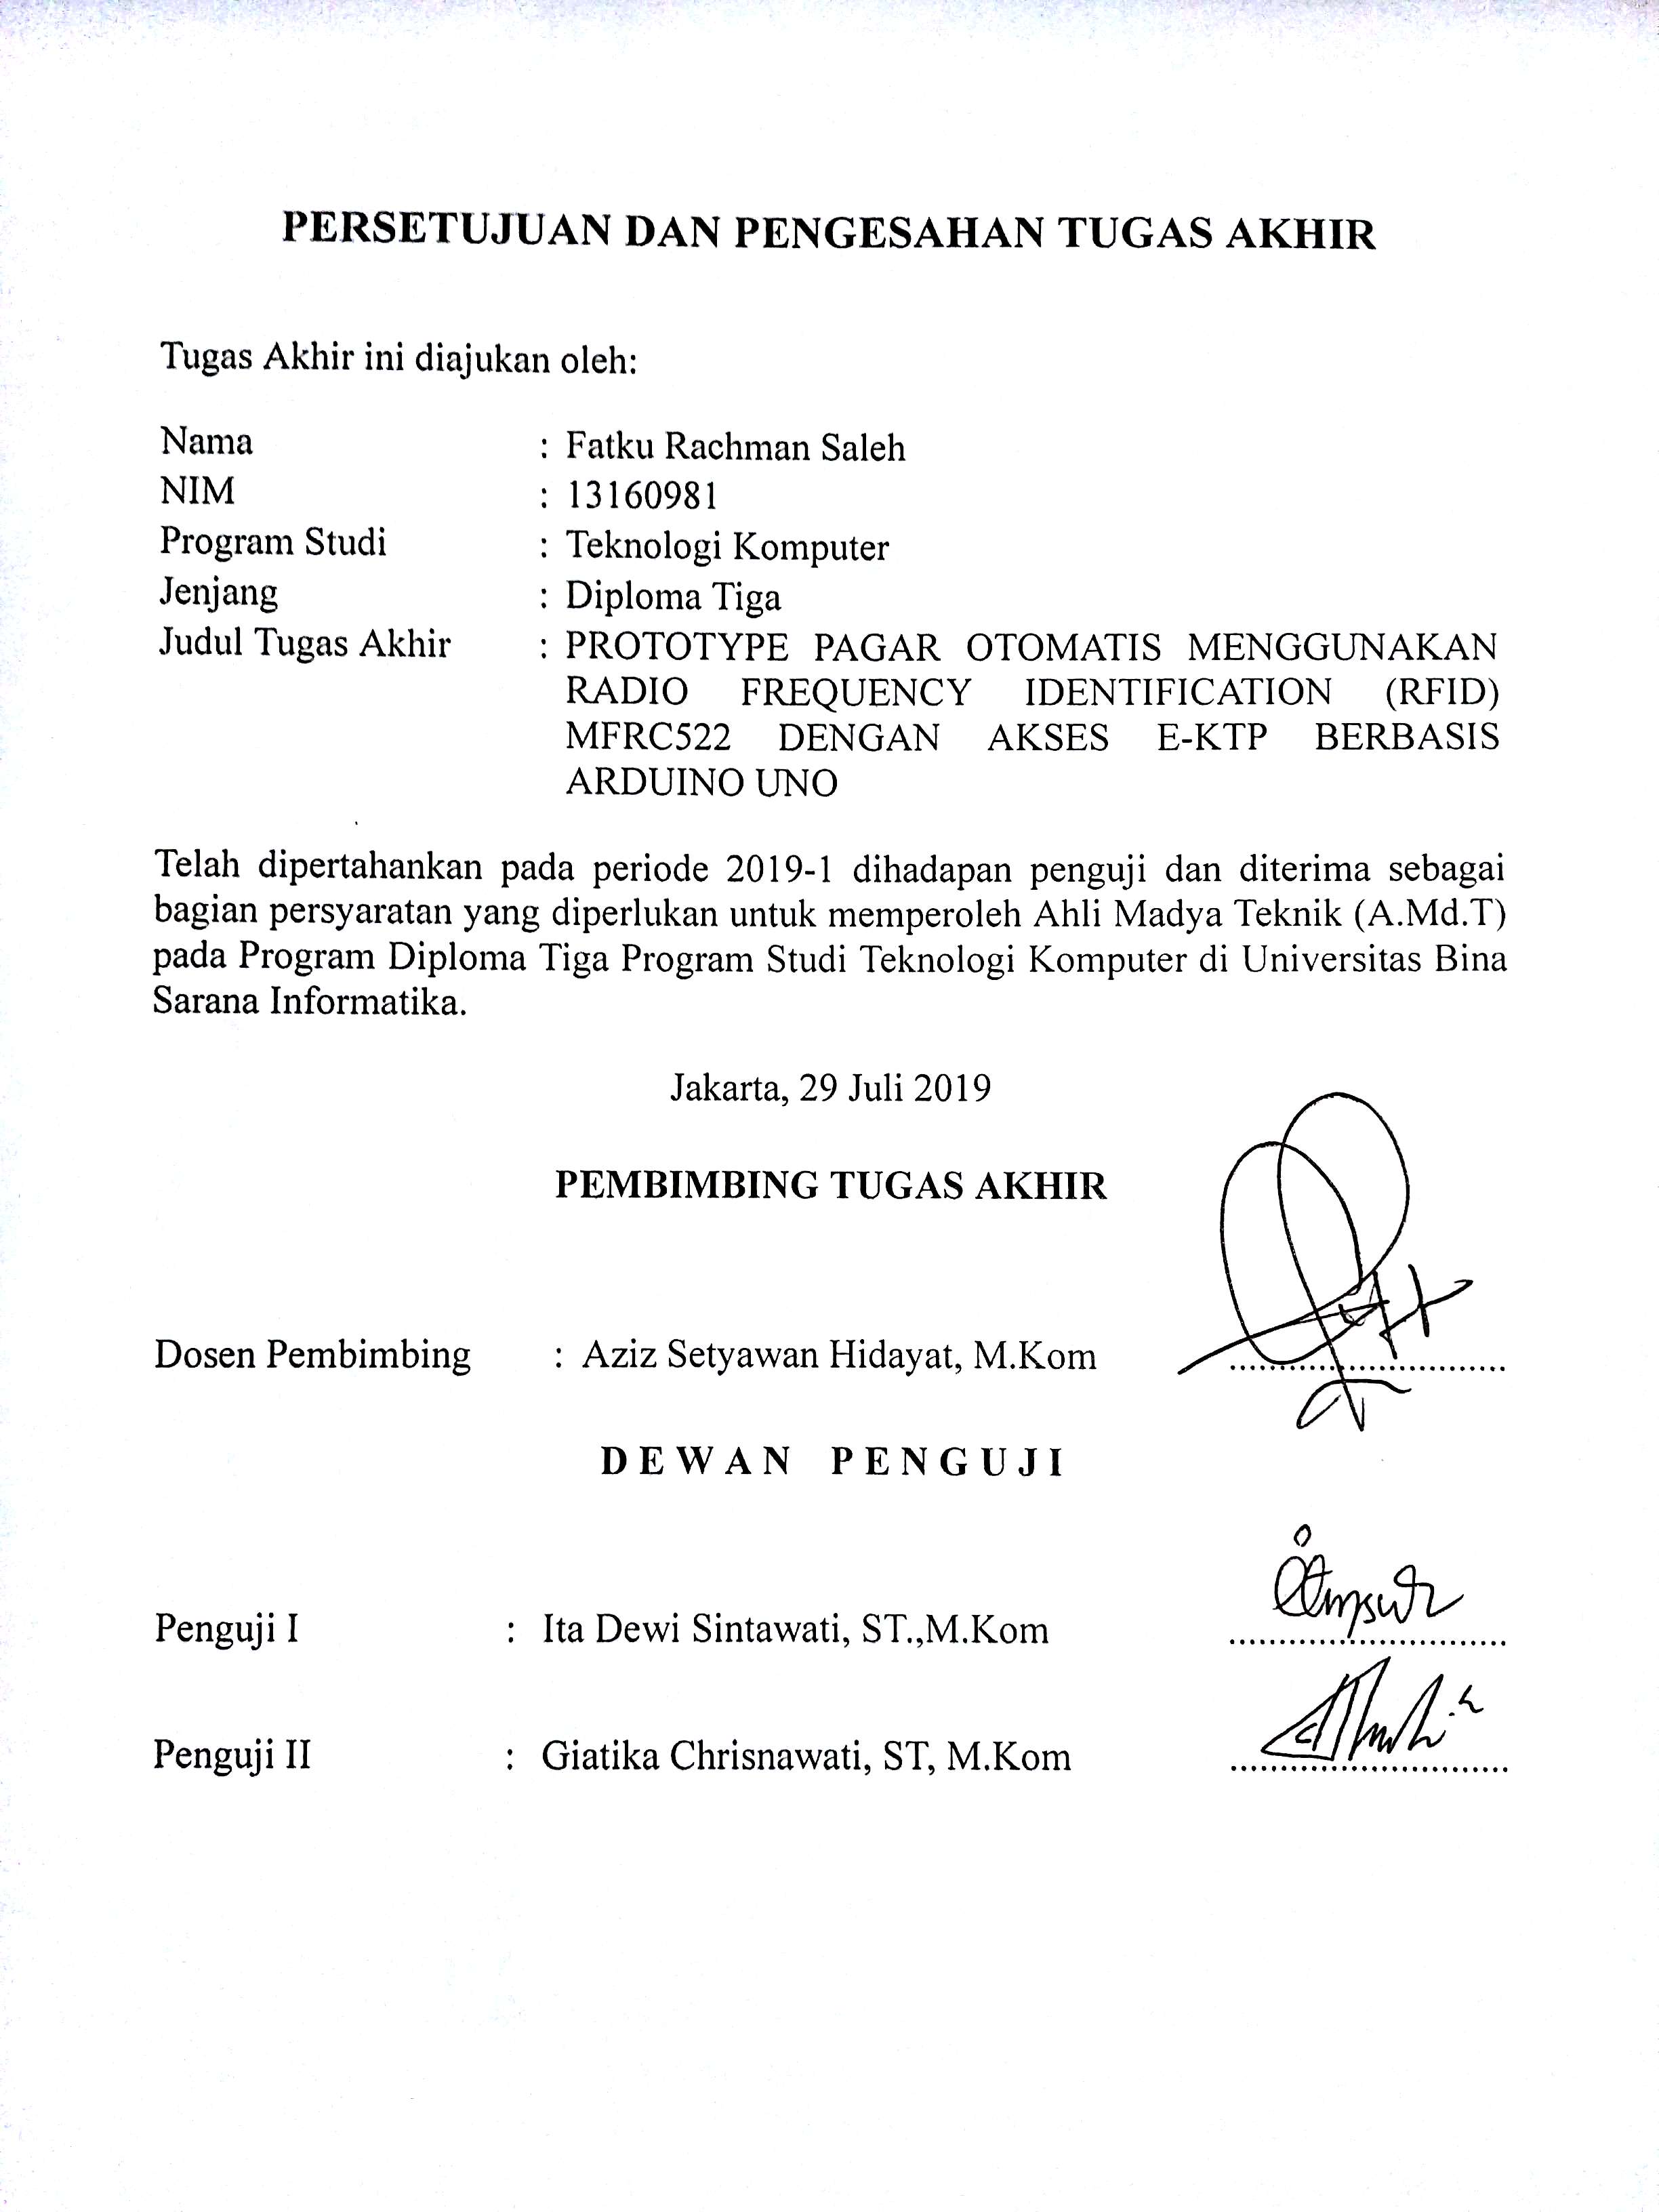 PERSETUJUAN DAN PENGESAHAN TUGAS AKHIR
Tugas Akhir ini diajukan oleh:
Nama : Fatku Rachman Saleh
NIM : 13160981
Program Studi : Teknologi Komputer
Jenjang : Diploma Tiga
Judul Tugas Akhir : PROTOTYPE PAGAR OTOMATIS MENGGUNAKAN
RADIO FREQUENCY IDENTIFICATION (RFID)
MFRC522 DENGAN AKSES E-KTP BERBASIS
ARDUINO UNO
Telah dipertahankan pada periode 2019-1 dihadapan penguji dan diterima sebagai
bagian persyaratan yang diperlukan untuk memperoleh Ahli Madya Teknik (A.Md.T)
pada Program Diploma Tiga Program Studi Teknologi Komputer di Universitas Bina
Sarana Informatika.
Jakarta, 29 Juli 2019
PEMBIMBING TUGAS AKHIR
Dosen Pembimbing : Aziz Setyawan Hidayat, M.Kom ............................
DEWAN PENGUJI
Penguji I : Ita Dewi Sintawati, ST.,M.Kom ............................
Penguji II : Giatika Chrisnawati, ST, M.Kom ............................